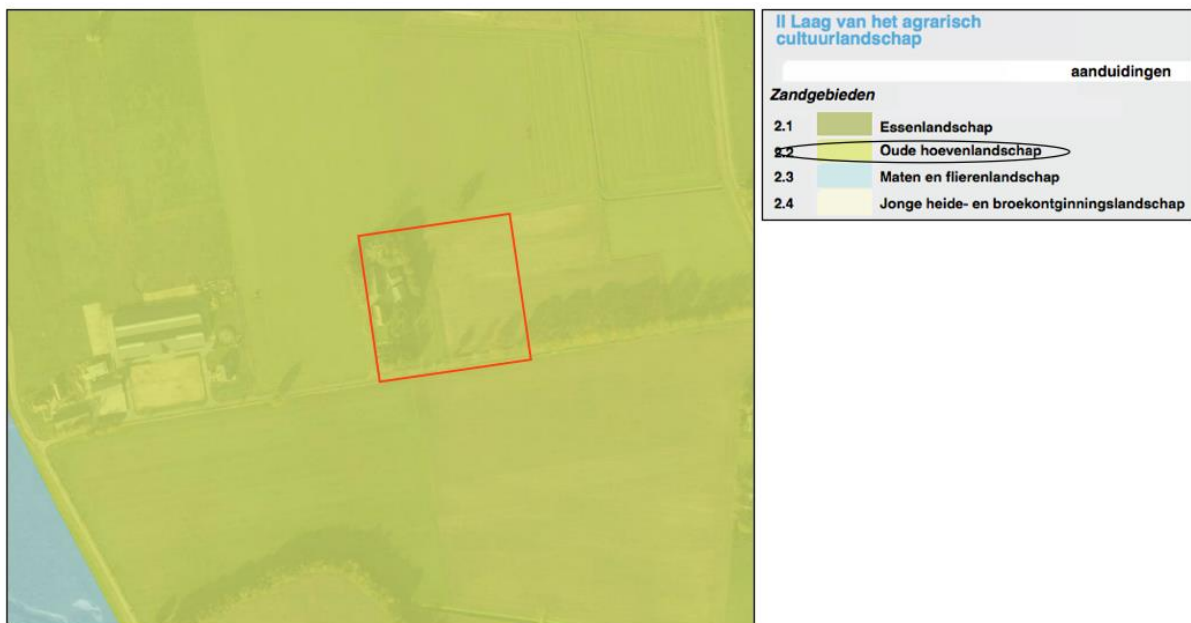 II Laag van het agrarisch
cultuurlandschap
aanduidingen
Zandgebieden
2.1 Essenlandschap
2.2 Oude hoevenlandschap
2.3 Maten en flierenlandschap
2.4 Jonge heide- en broekontginningslandschap